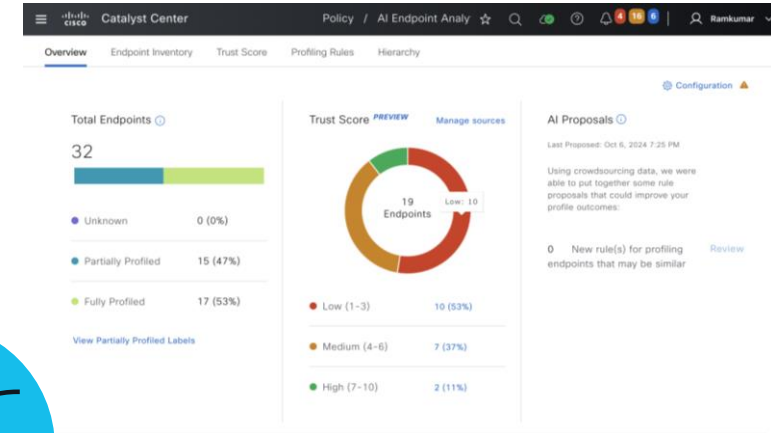 cisco Catalyst Center Policy / AI Endpoint Analy 4 16 6 Ramkumar
Overview Endpoint Inventory Trust Score Profiling Rules Hierarchy
Configuration
Total Endpoints
32
Unknown 0 (0%)
Partially Profiled 15 (47%)
Fully Profiled 17 (53%)
View Partially Profiled Labels
Trust Score PREVIEW Manage sources
19
Endpoints
Low: 10
Low (1-3) 10 (53%)
Medium (4-6) 7 (37%)
High (7-10) 2 (11%)
AI Proposals
Last Proposed: Oct 6, 2024 7:25 PM
Using crowdsourcing data, we were
able to put together some rule
proposals that could improve your
profile outcomes:
0 New rule(s) for profiling Review
endpoints that may be similar